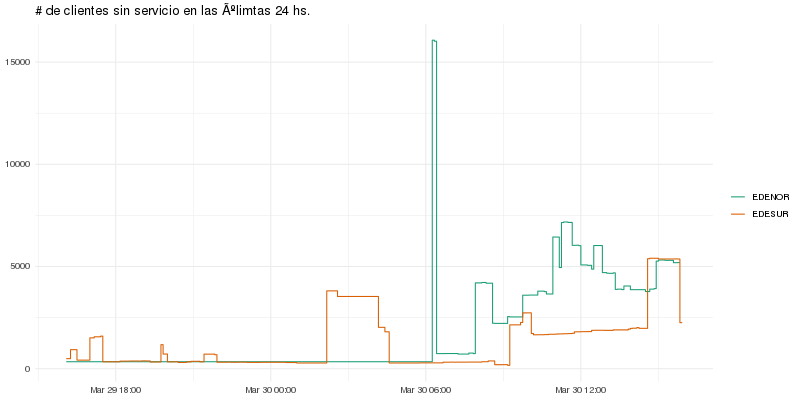 # de clientes sin servicio en las Ãºlimtas 24 hs.
15000
10000
5000
0
Mar 29 18:00
Mar 30 00:00
Mar 30 06:00
Mar 30 12:00
EDENOR
EDESUR